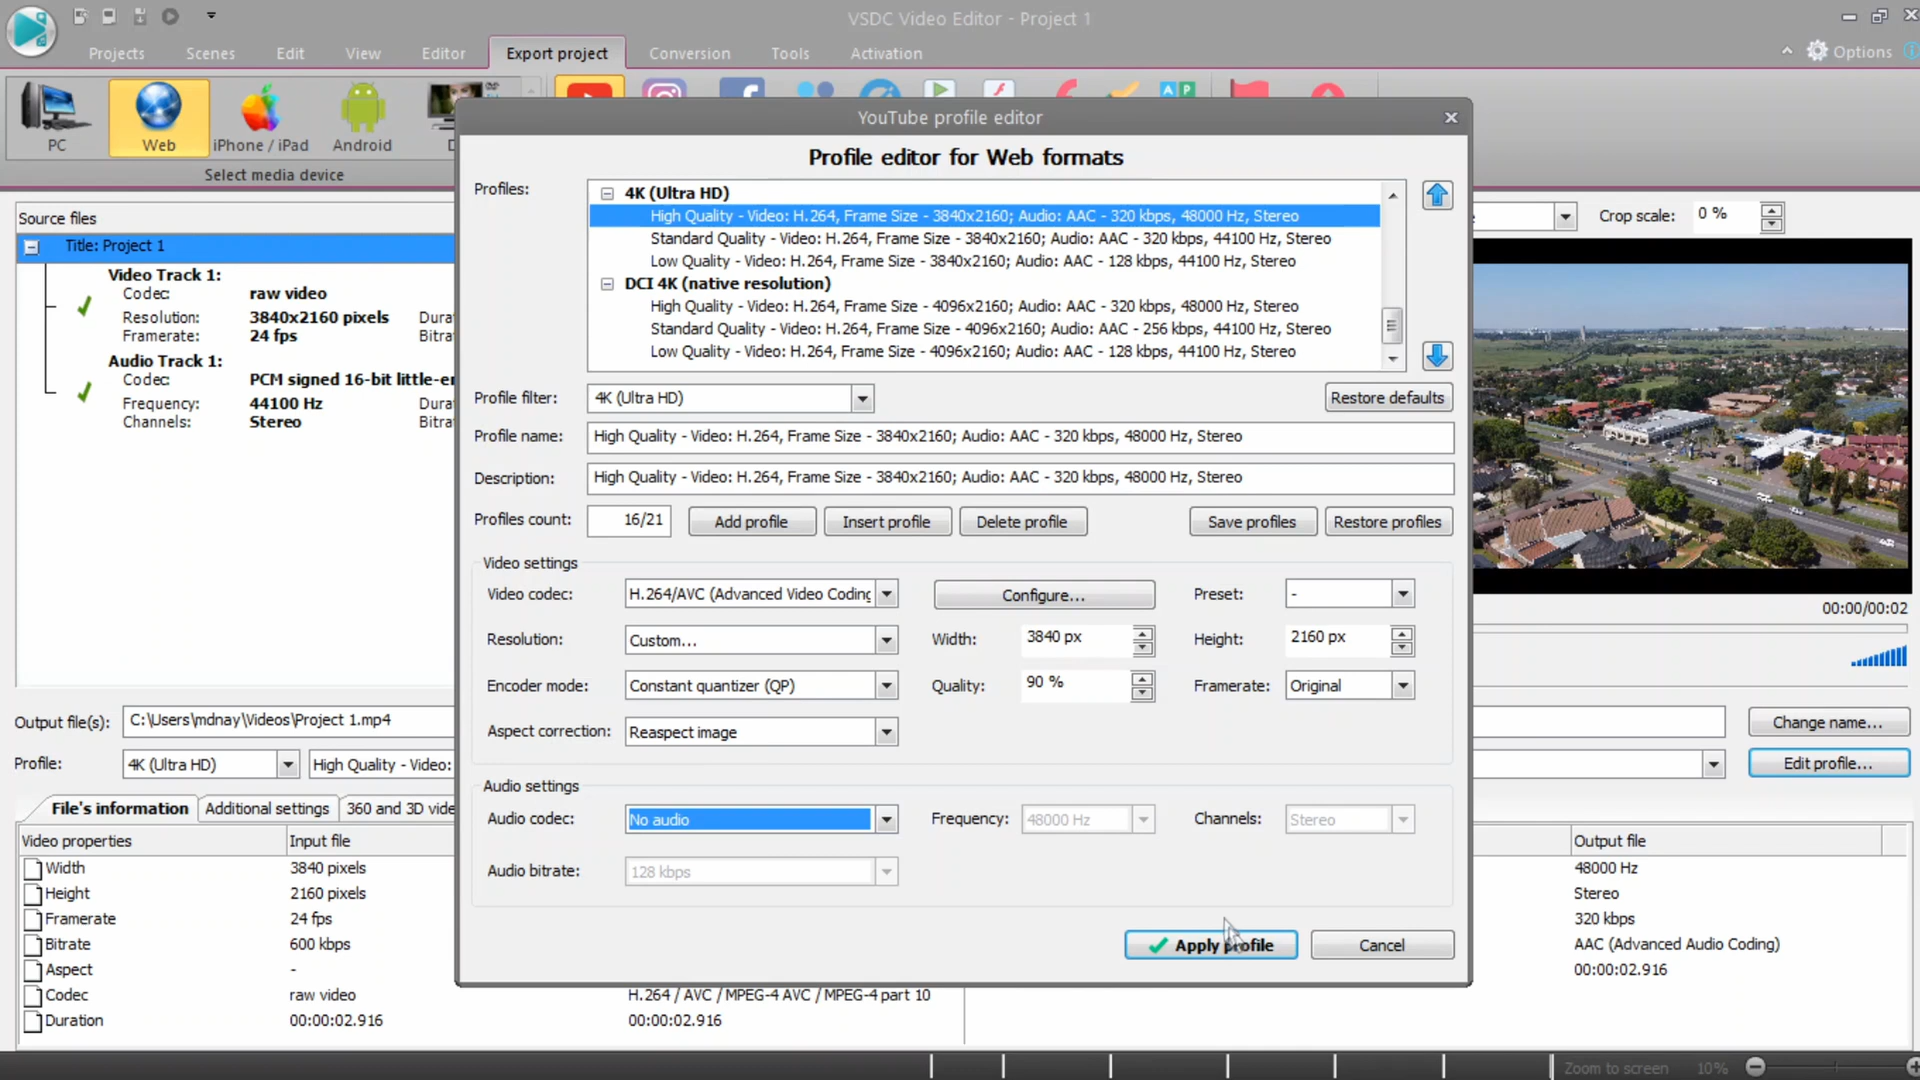 VSDC Video Editor - Project 1
Projects
Scenes
Edit
View
Editor
Export project
Conversion
Tools
Activation
Options
PC
Web
iPhone / iPad
Android
Select media device
YouTube profile editor
Profile editor for Web formats
Profiles:
4K (Ultra HD)
High Quality - Video: H.264, Frame Size - 3840x2160; Audio: AAC - 320 kbps, 48000 Hz, Stereo
Standard Quality - Video: H.264, Frame Size - 3840x2160; Audio: AAC - 320 kbps, 44100 Hz, Stereo
Low Quality - Video: H.264, Frame Size - 3840x2160; Audio: AAC - 128 kbps, 44100 Hz, Stereo
DCI 4K (native resolution)
High Quality - Video: H.264, Frame Size - 4096x2160; Audio: AAC - 320 kbps, 48000 Hz, Stereo
Standard Quality - Video: H.264, Frame Size - 4096x2160; Audio: AAC - 256 kbps, 44100 Hz, Stereo
Low Quality - Video: H.264, Frame Size - 4096x2160; Audio: AAC - 128 kbps, 44100 Hz, Stereo
Profile filter: 4K (Ultra HD) Restore defaults
Profile name: High Quality - Video: H.264, Frame Size - 3840x2160; Audio: AAC - 320 kbps, 48000 Hz, Stereo
Description: High Quality - Video: H.264, Frame Size - 3840x2160; Audio: AAC - 320 kbps, 48000 Hz, Stereo
Profiles count: 16/21 Add profile Insert profile Delete profile Save profiles Restore profiles
Video settings
Video codec: H.264/AVC (Advanced Video Coding Configure... Preset: -
Resolution: Custom... Width: 3840 px Height: 2160 px
Encoder mode: Constant quantizer (QP) Quality: 90 % Framerate: Original
Aspect correction: Reaspect image
Audio settings
Audio codec: No audio Frequency: 48000 Hz Channels: Stereo
Audio bitrate: 128 kbps
Apply profile Cancel
Source files
Title: Project 1
Video Track 1:
Codec: raw video
Resolution: 3840x2160 pixels
Framerate: 24 fps
Audio Track 1:
Codec: PCM signed 16-bit
Frequency: 44100 Hz
Channels: Stereo
Crop scale: 0 %
00:00/00:02
Output file(s): C:\Users\mdnay\Videos\Project 1.mp4 Change name...
Profile: 4K (Ultra HD) High Quality - Video: Edit profile...
File's information Additional settings 360 and 3D
Video properties Input file Output file
Width 3840 pixels 48000 Hz
Height 2160 pixels Stereo
Framerate 24 fps 320 kbps
Bitrate 600 kbps AAC (Advanced Audio Coding)
Aspect - 00:00:02.916
Codec raw video H.264 / AVC / MPEG-4 AVC / MPEG-4 part 10
Duration 00:00:02.916 00:00:02.916
Zoom to screen 10%